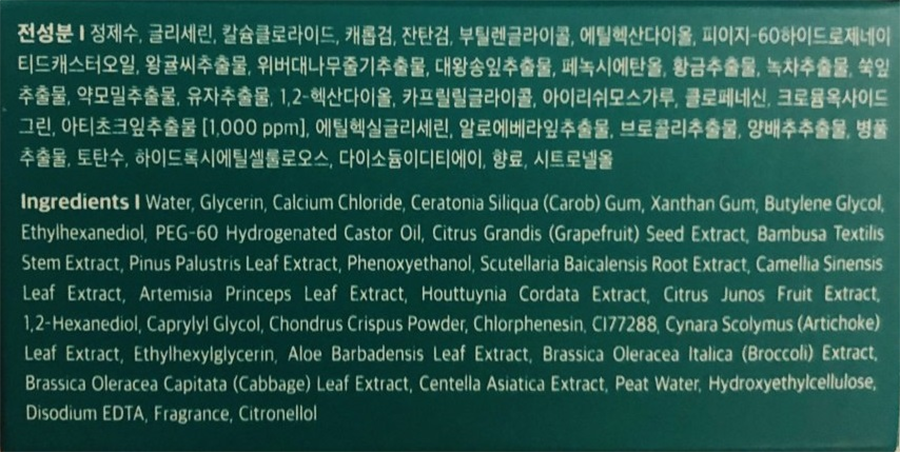 전성분 | 정제수, 글리세린, 칼슘클로라이드, 캐롭검, 잔탄검, 부틸렌글라이콜, 에틸헥산다이올, 피이지-60하이드로제네이
티드캐스터오일, 왕귤씨추출물, 위버대나무줄기추출물, 대왕송잎추출물, 페녹시에탄올, 황금추출물, 녹차추출물, 쑥잎
추출물, 약모밀추출물, 유자추출물, 1,2-헥산다이올, 카프릴릴글라이콜, 아이리쉬모스가루, 클로페네신, 크로뮴옥사이드
그린, 아티초크잎추출물 [1,000 ppm], 에틸헥실글리세린, 알로에베라잎추출물, 브로콜리추출물, 양배추추출물, 병풀
추출물, 토탄수, 하이드록시에틸셀룰로오스, 다이소듐이디티에이, 향료, 시트로넬올
Ingredients | Water, Glycerin, Calcium Chloride, Ceratonia Siliqua (Carob) Gum, Xanthan Gum, Butylene Glycol,
Ethylhexanediol, PEG-60 Hydrogenated Castor Oil, Citrus Grandis (Grapefruit) Seed Extract, Bambusa Textilis
Stem Extract, Pinus Palustris Leaf Extract, Phenoxyethanol, Scutellaria Baicalensis Root Extract, Camellia Sinensis
Leaf Extract, Artemisia Princeps Leaf Extract, Houttuynia Cordata Extract, Citrus Junos Fruit Extract,
1,2-Hexanediol, Caprylyl Glycol, Chondrus Crispus Powder, Chlorphenesin, CI77288, Cynara Scolymus (Artichoke)
Leaf Extract, Ethylhexylglycerin, Aloe Barbadensis Leaf Extract, Brassica Oleracea Italica (Broccoli) Extract,
Brassica Oleracea Capitata (Cabbage) Leaf Extract, Centella Asiatica Extract, Peat Water, Hydroxyethylcellulose,
Disodium EDTA, Fragrance, Citronellol